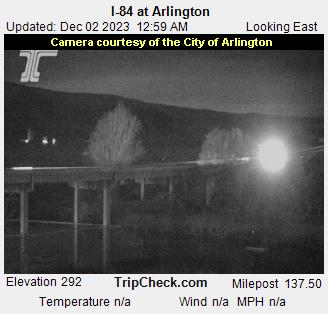 I-84 at Arlington
Updated: Dec 02 2023 12:59 AM Looking East
Camera courtesy of the City of Arlington
Elevation 292 TripCheck.com Milepost 137.50
Temperature n/a Wind n/a MPH n/a